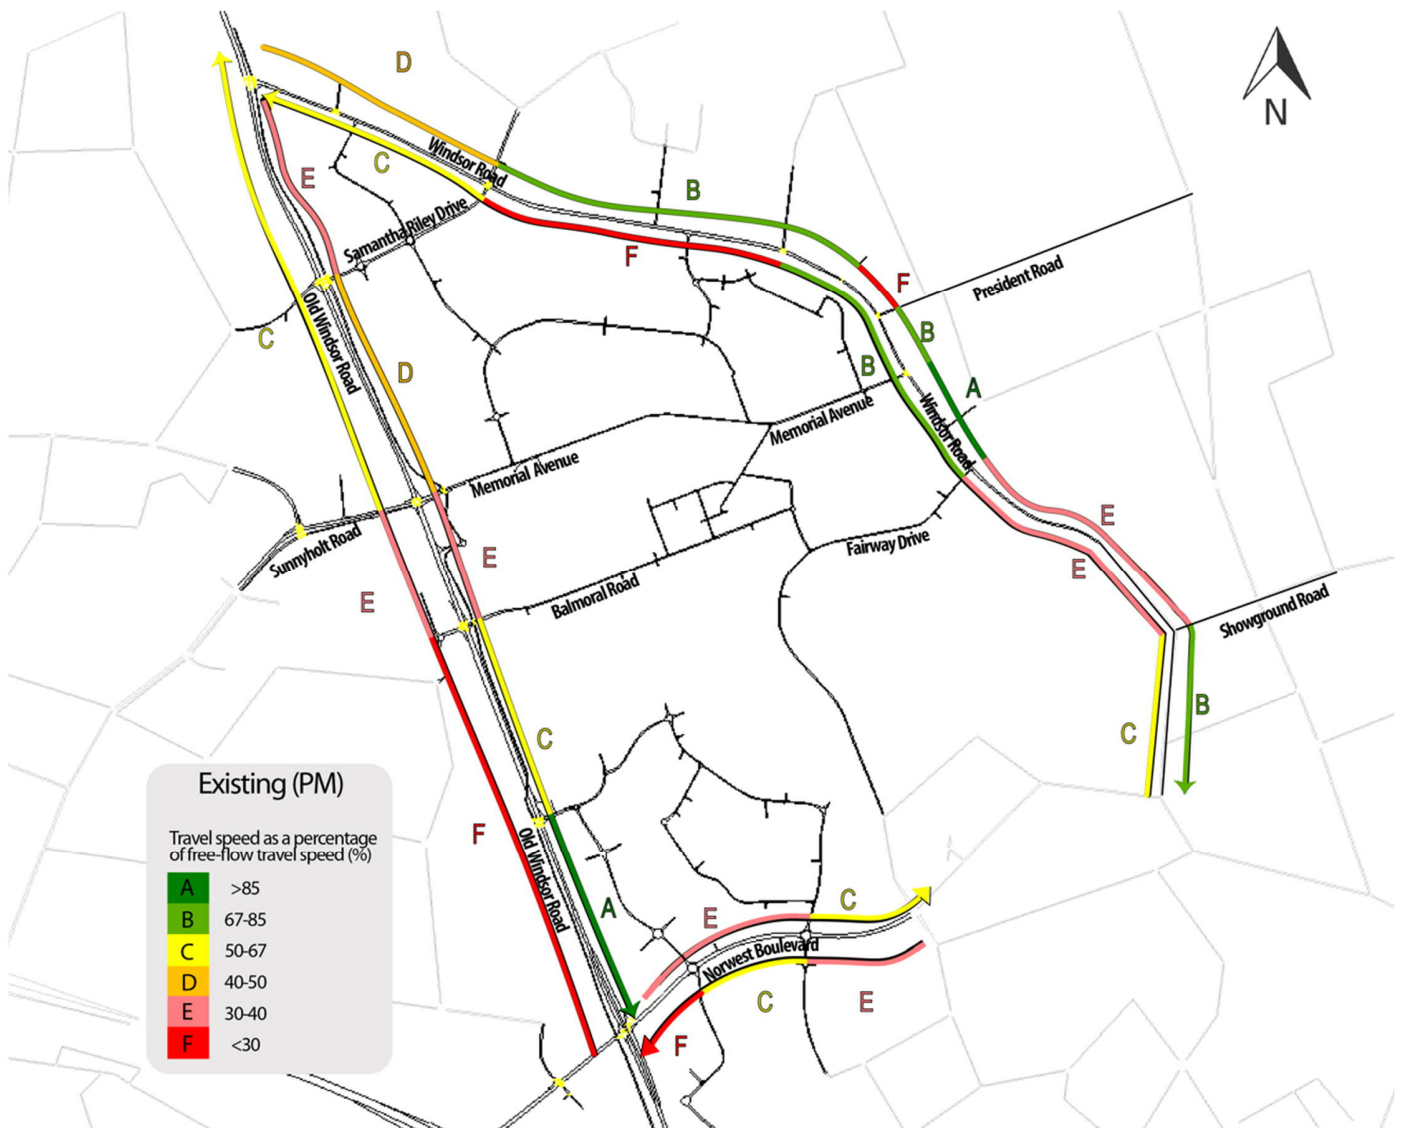 D
N
Windsor Road
C
E
B
Samantha Riley Drive
F
F
President Road
Old Windsor Road
C
B
B
D
A
Windsor Road
Memorial Avenue
Memorial Avenue
E
Sunnyholt Road
E
Fairway Drive
E
E
Balmoral Road
Showground Road
B
C
C
Existing (PM)
Travel speed as a percentage
of free-flow travel speed (%)
A >85
B 67-85
C 50-67
D 40-50
E 30-40
F <30
F
Old Windsor Road
A
E
C
Norwest Boulevard
C
E
F